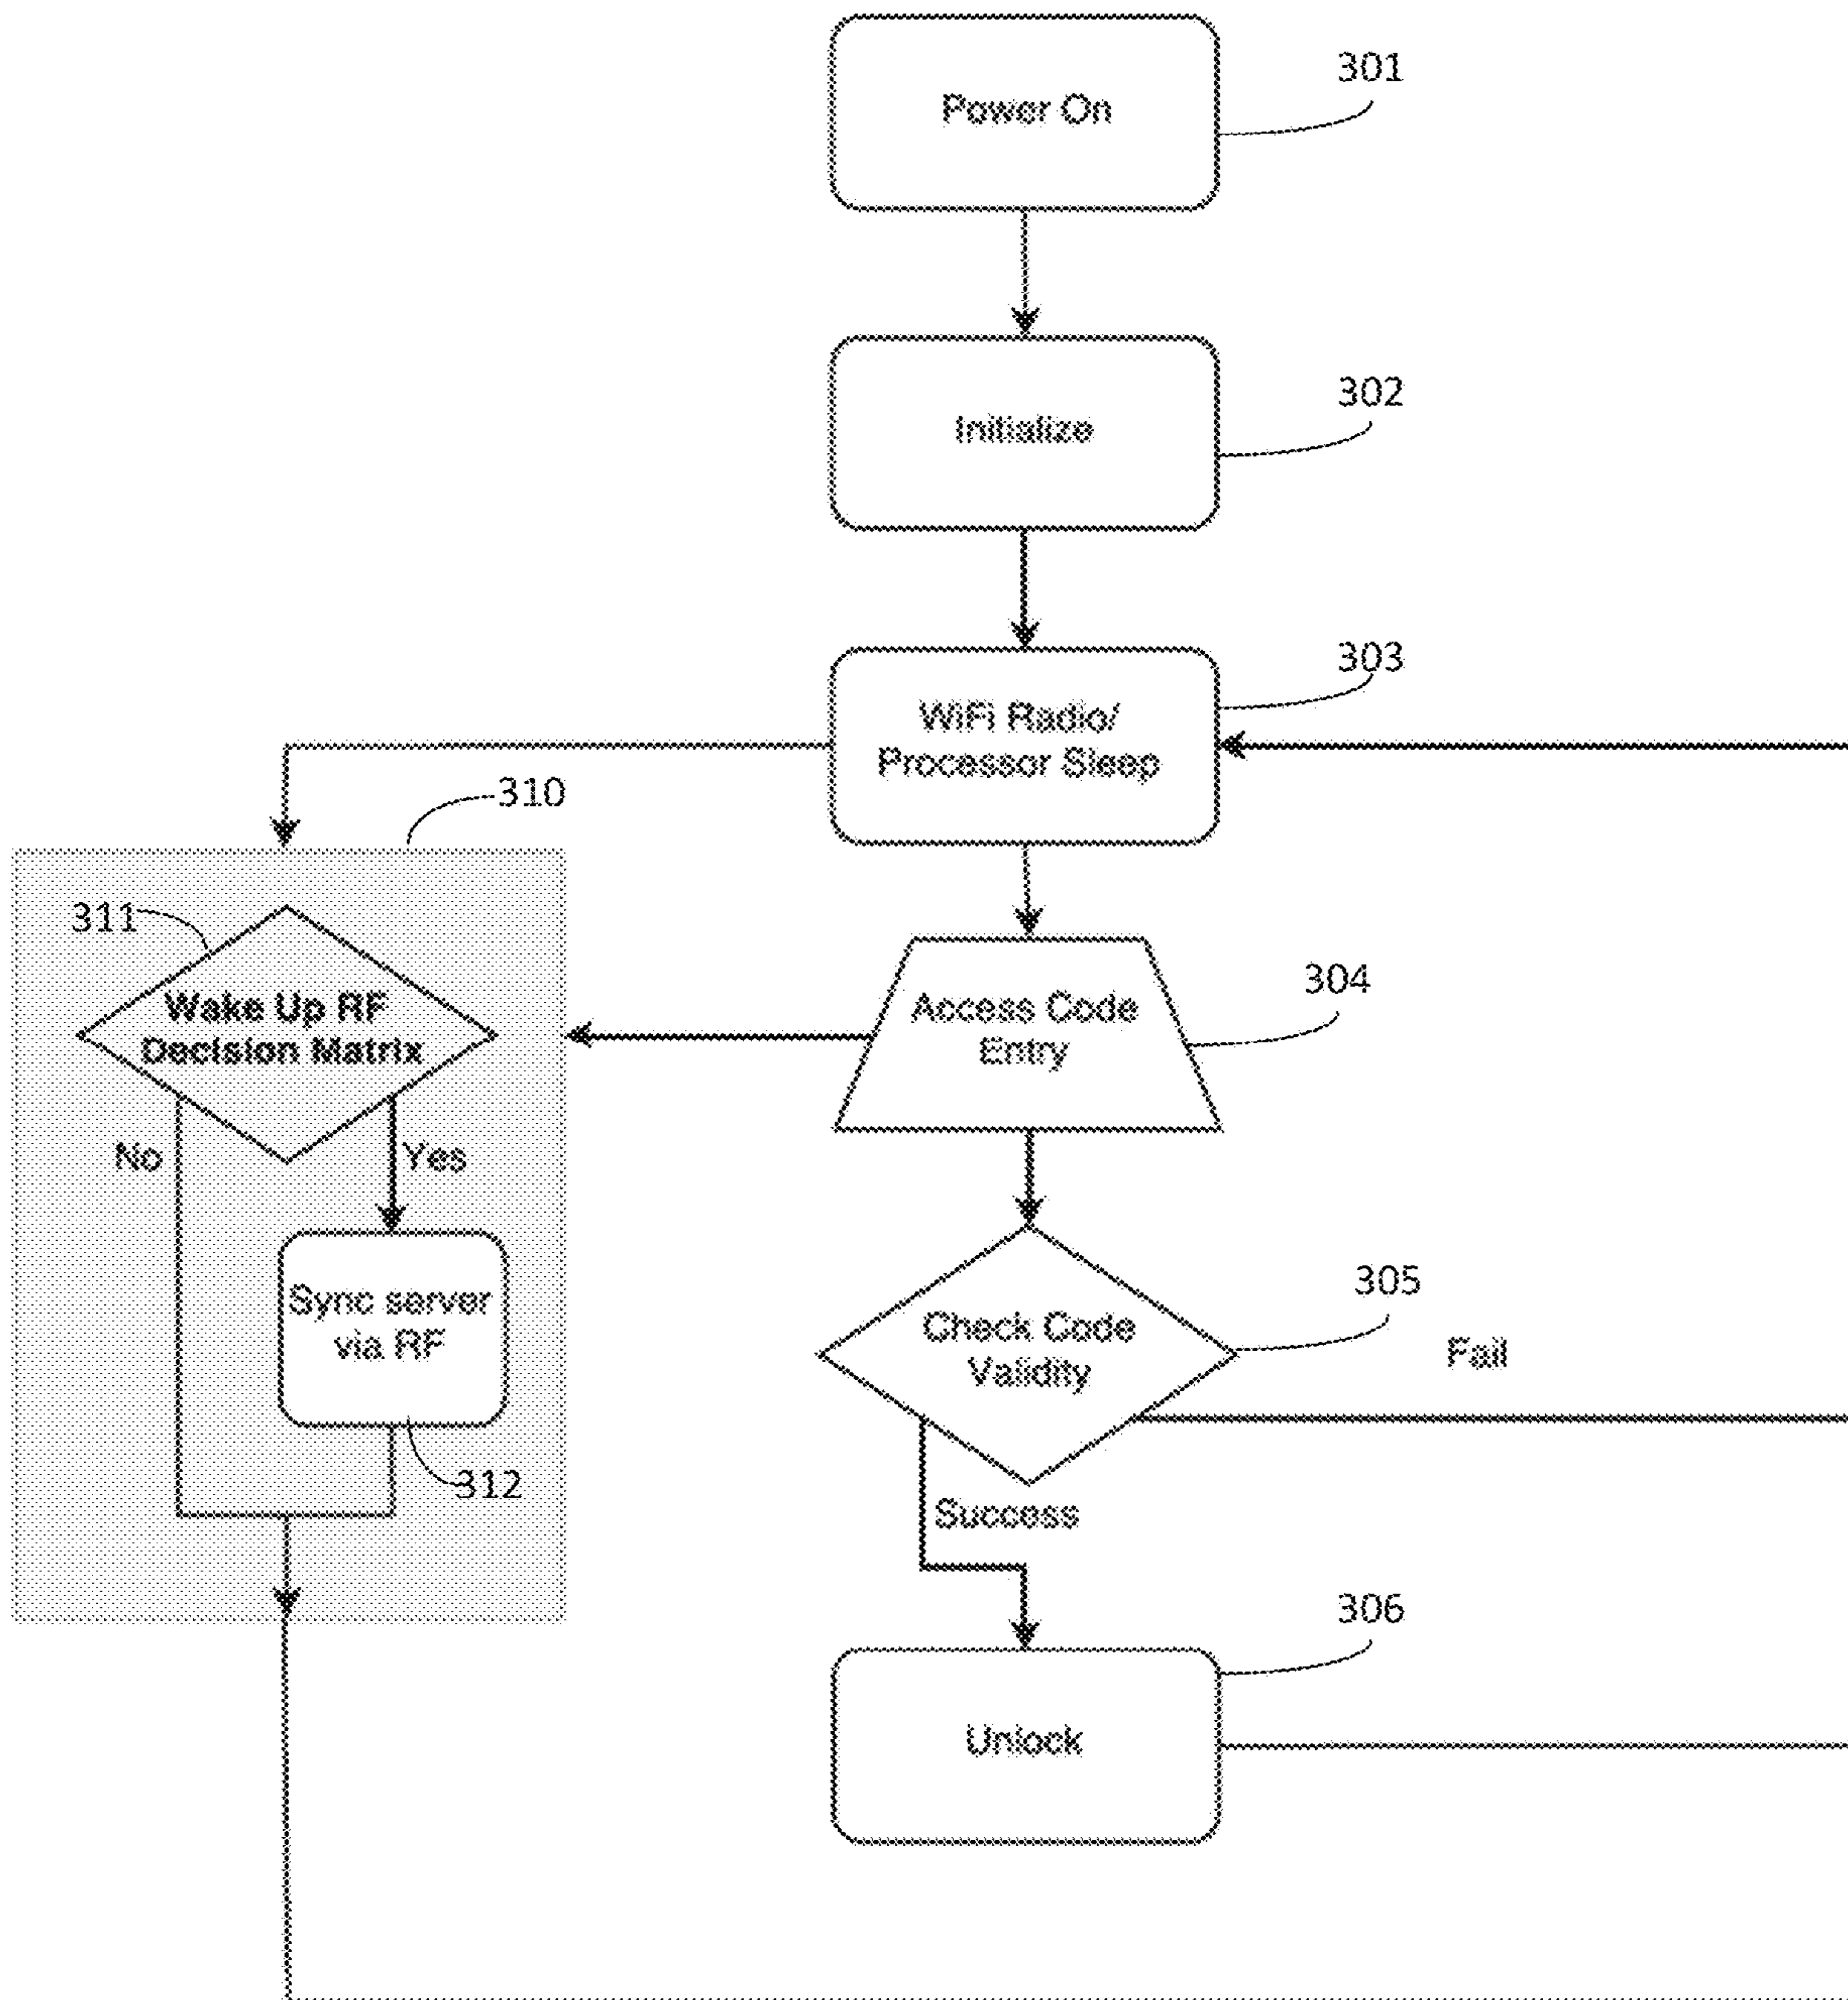 Power On
301
Initialize
302
WiFi Radio/
Processor Sleep
303
310
311
Wake Up RF
Decision Matrix
Access Code
Entry
304
No
Yes
Sync server
via RF
312
Check Code
Validity
305
Fail
Success
Unlock
306